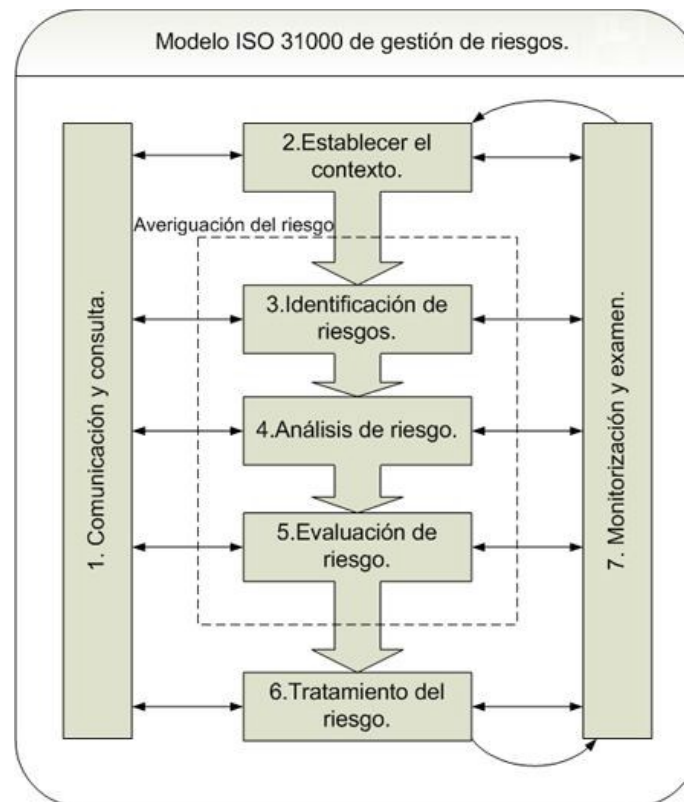 Modelo ISO 31000 de gestión de riesgos.
2.Establecer el
contexto.
Averiguación del riesgo
3.Identificación de
riesgos.
4.Análisis de riesgo.
5.Evaluación de
riesgo.
6.Tratamiento del
riesgo.
1. Comunicación y consulta.
7. Monitorización y examen.